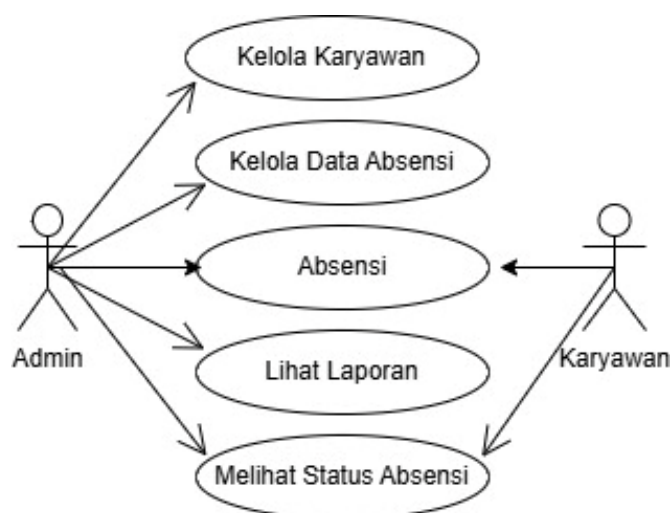 Kelola Karyawan
Kelola Data Absensi
Absensi
Admin
Karyawan
Lihat Laporan
Melihat Status Absensi